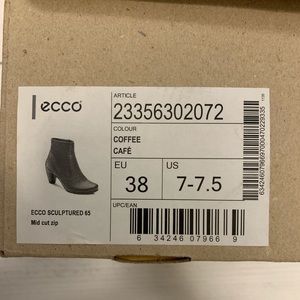 ecco
ARTICLE
23356302072
COLOUR
COFFEE
CAFÉ
EU
US
38
7-7.5
ECCO SCULPTURED 65
Mid cut zip
UPC/EAN
6 34246 07966 9